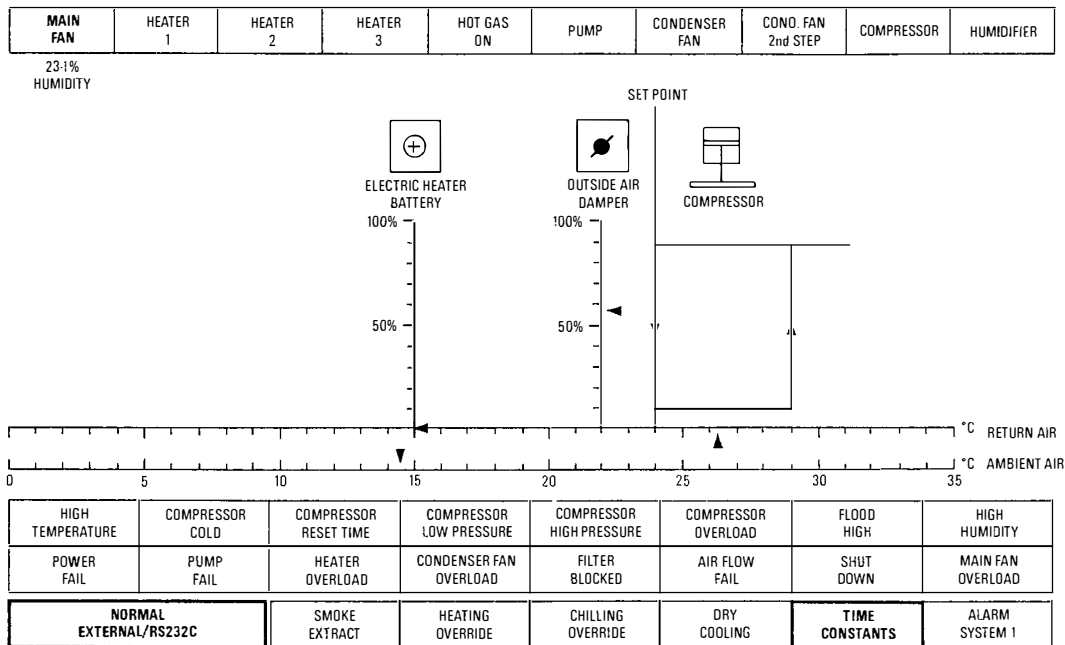 MAIN FAN
HEATER 1
HEATER 2
HEATER 3
HOT GAS ON
PUMP
CONDENSER FAN
CONO. FAN 2nd STEP
COMPRESSOR
HUMIDIFIER
23·1%
HUMIDITY
SET POINT
ELECTRIC HEATER
BATTERY
OUTSIDE AIR
DAMPER
COMPRESSOR
100%
100%
50%
50%
°C RETURN AIR
°C AMBIENT AIR
0 5 10 15 20 25 30 35
HIGH TEMPERATURE
COMPRESSOR COLD
COMPRESSOR RESET TIME
COMPRESSOR LOW PRESSURE
COMPRESSOR HIGH PRESSURE
COMPRESSOR OVERLOAD
FLOOD HIGH
HIGH HUMIDITY
POWER FAIL
PUMP FAIL
HEATER OVERLOAD
CONDENSER FAN OVERLOAD
FILTER BLOCKED
AIR FLOW FAIL
SHUT DOWN
MAIN FAN OVERLOAD
NORMAL EXTERNAL/RS232C
SMOKE EXTRACT
HEATING OVERRIDE
CHILLING OVERRIDE
DRY COOLING
TIME CONSTANTS
ALARM SYSTEM 1